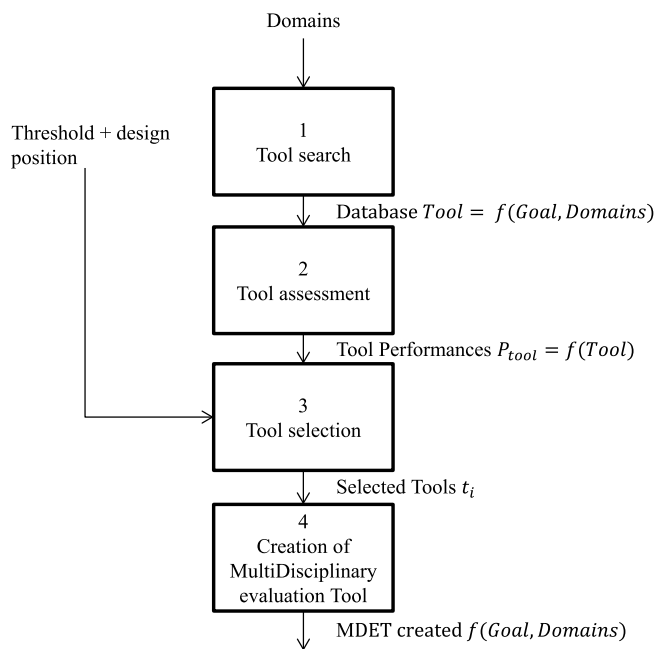 Domains
1
Tool search
Threshold + design
position
Database Tool = f(Goal, Domains)
2
Tool assessment
Tool Performances P_tool = f(Tool)
3
Tool selection
Selected Tools t_i
4
Creation of
MultiDisciplinary
evaluation Tool
MDET created f(Goal, Domains)